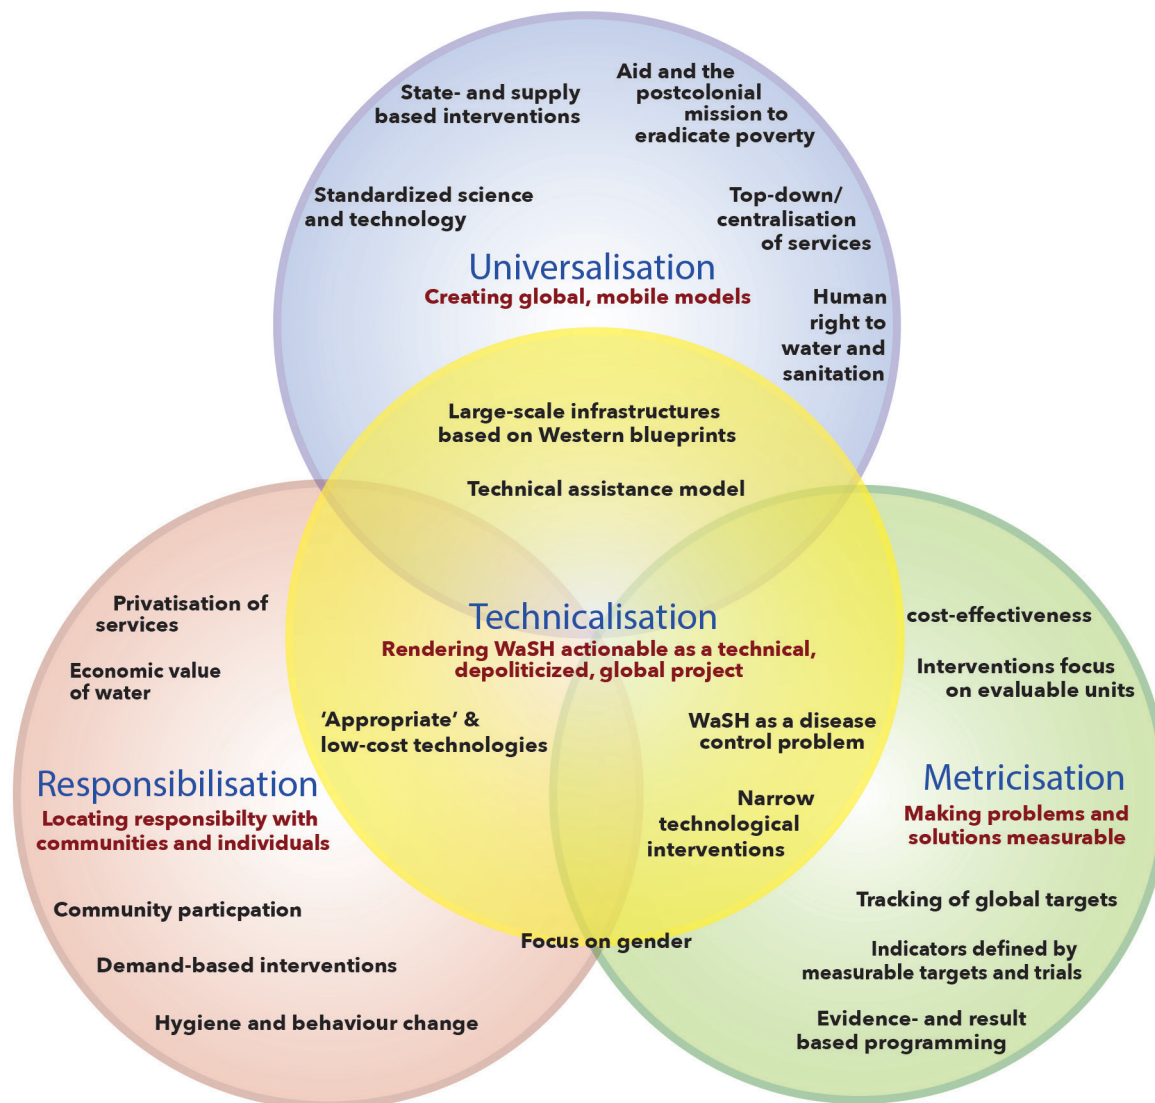 State- and supply
based interventions
Aid and the
postcolonial
mission to
eradicate poverty
Standardized science
and technology
Top-down/
centralisation
of services
Universalisation
Creating global, mobile models
Human
right to
water and
sanitation
Large-scale infrastructures
based on Western blueprints
Technical assistance model
Technicalisation
Rendering WaSH actionable as a technical,
depoliticized, global project
‘Appropriate’ &
low-cost technologies
WaSH as a disease
control problem
Narrow
technological
interventions
Focus on gender
Privatisation of
services
Economic value
of water
Responsibilisation
Locating responsibilty with
communities and individuals
Community particpation
Demand-based interventions
Hygiene and behaviour change
cost-effectiveness
Interventions focus
on evaluable units
Metricisation
Making problems and
solutions measurable
Tracking of global targets
Indicators defined by
measurable targets and trials
Evidence- and result
based programming